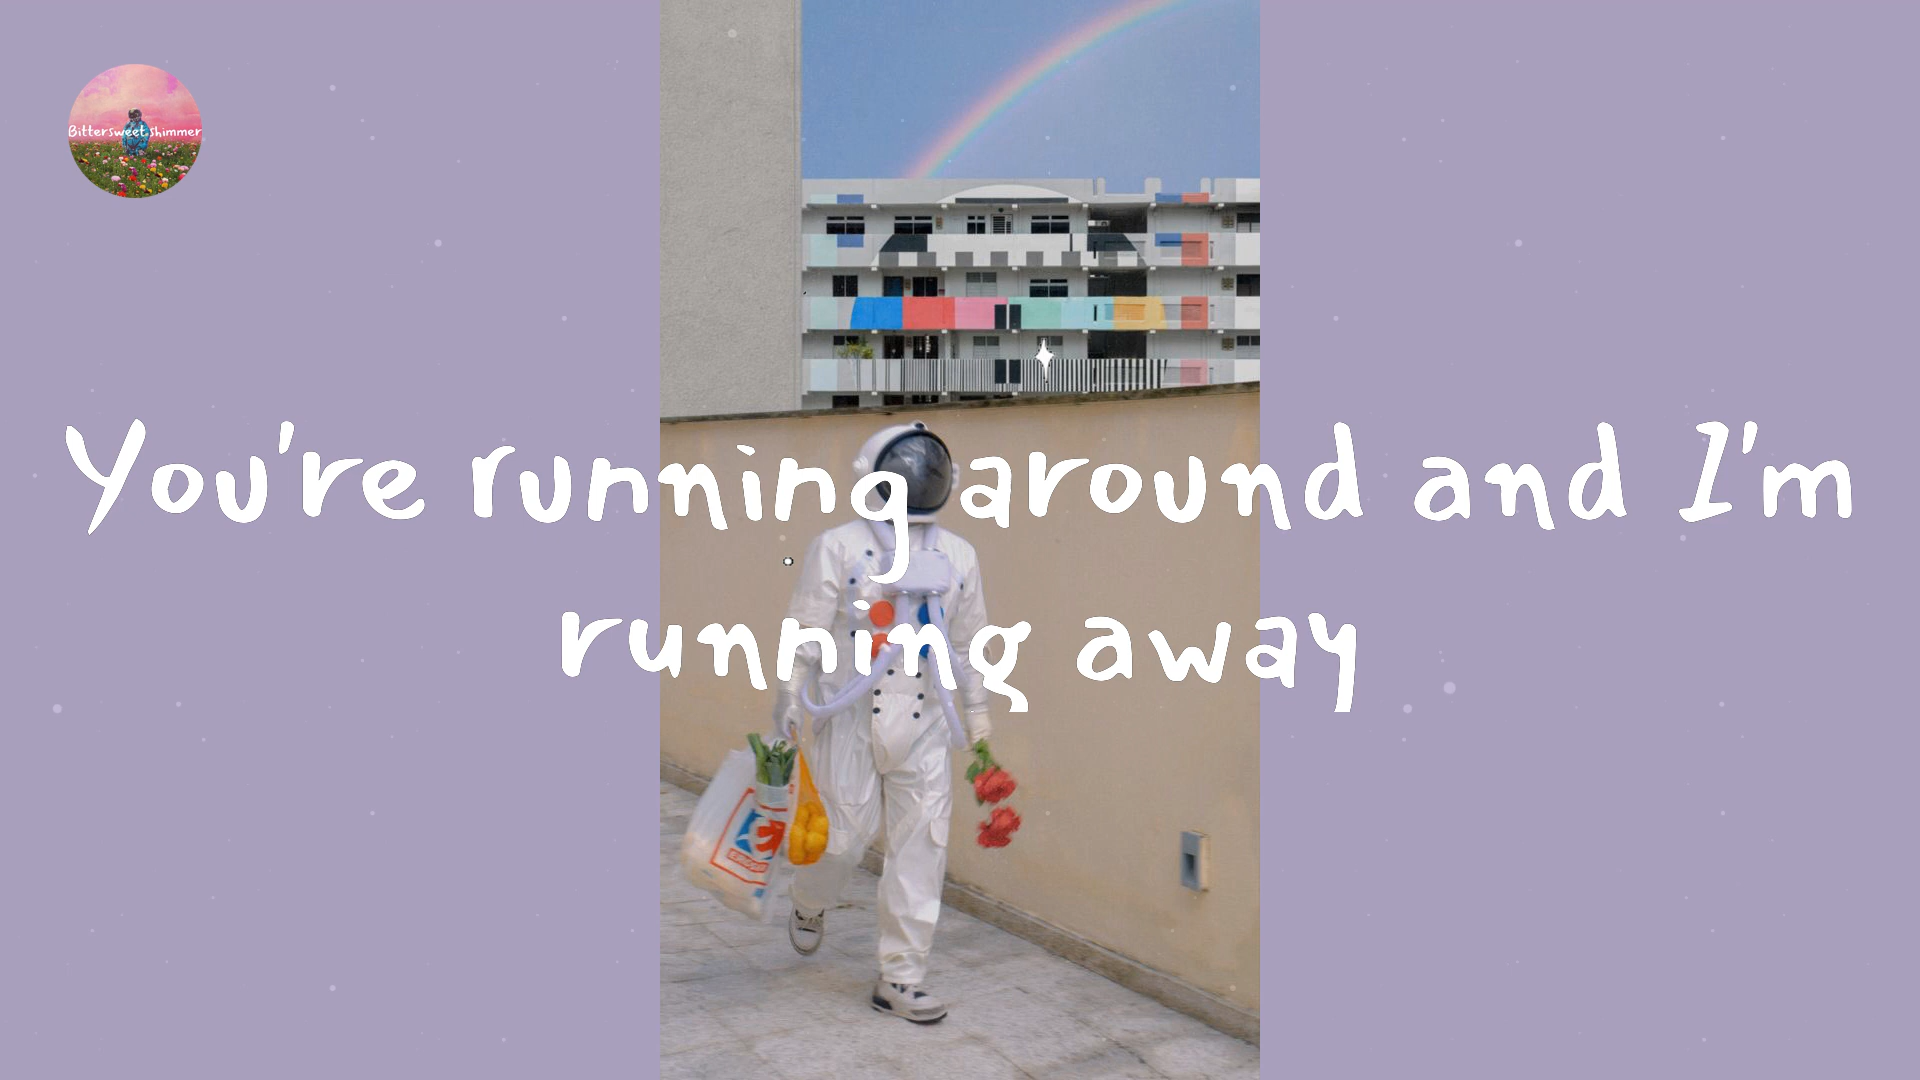 Bittersweet shimmer
You're running around and I'm
running away